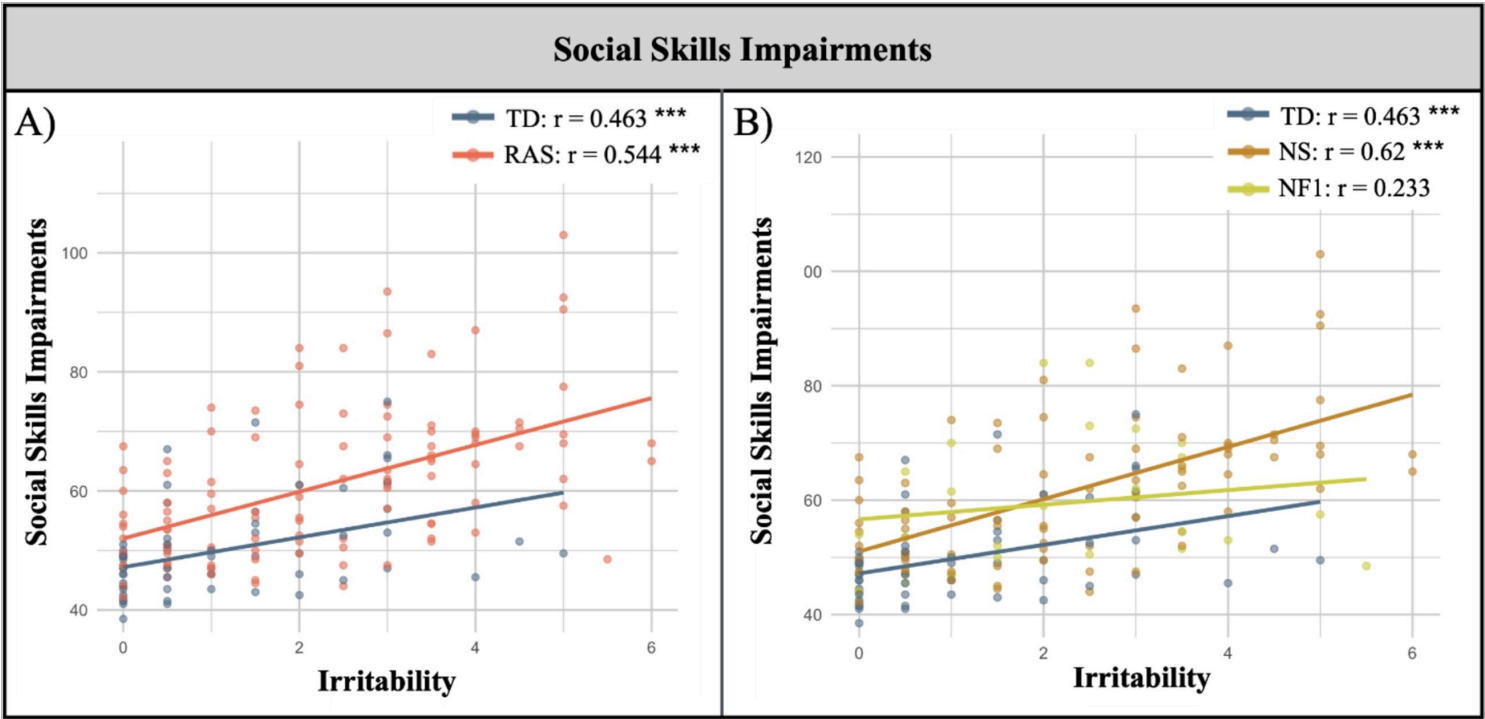 Social Skills Impairments
A)
TD: r = 0.463 ***
RAS: r = 0.544 ***
Social Skills Impairments
100
80
60
40
0
2
4
6
Irritability
B)
TD: r = 0.463 ***
NS: r = 0.62 ***
NF1: r = 0.233
Social Skills Impairments
120
00
80
60
40
0
2
4
6
Irritability